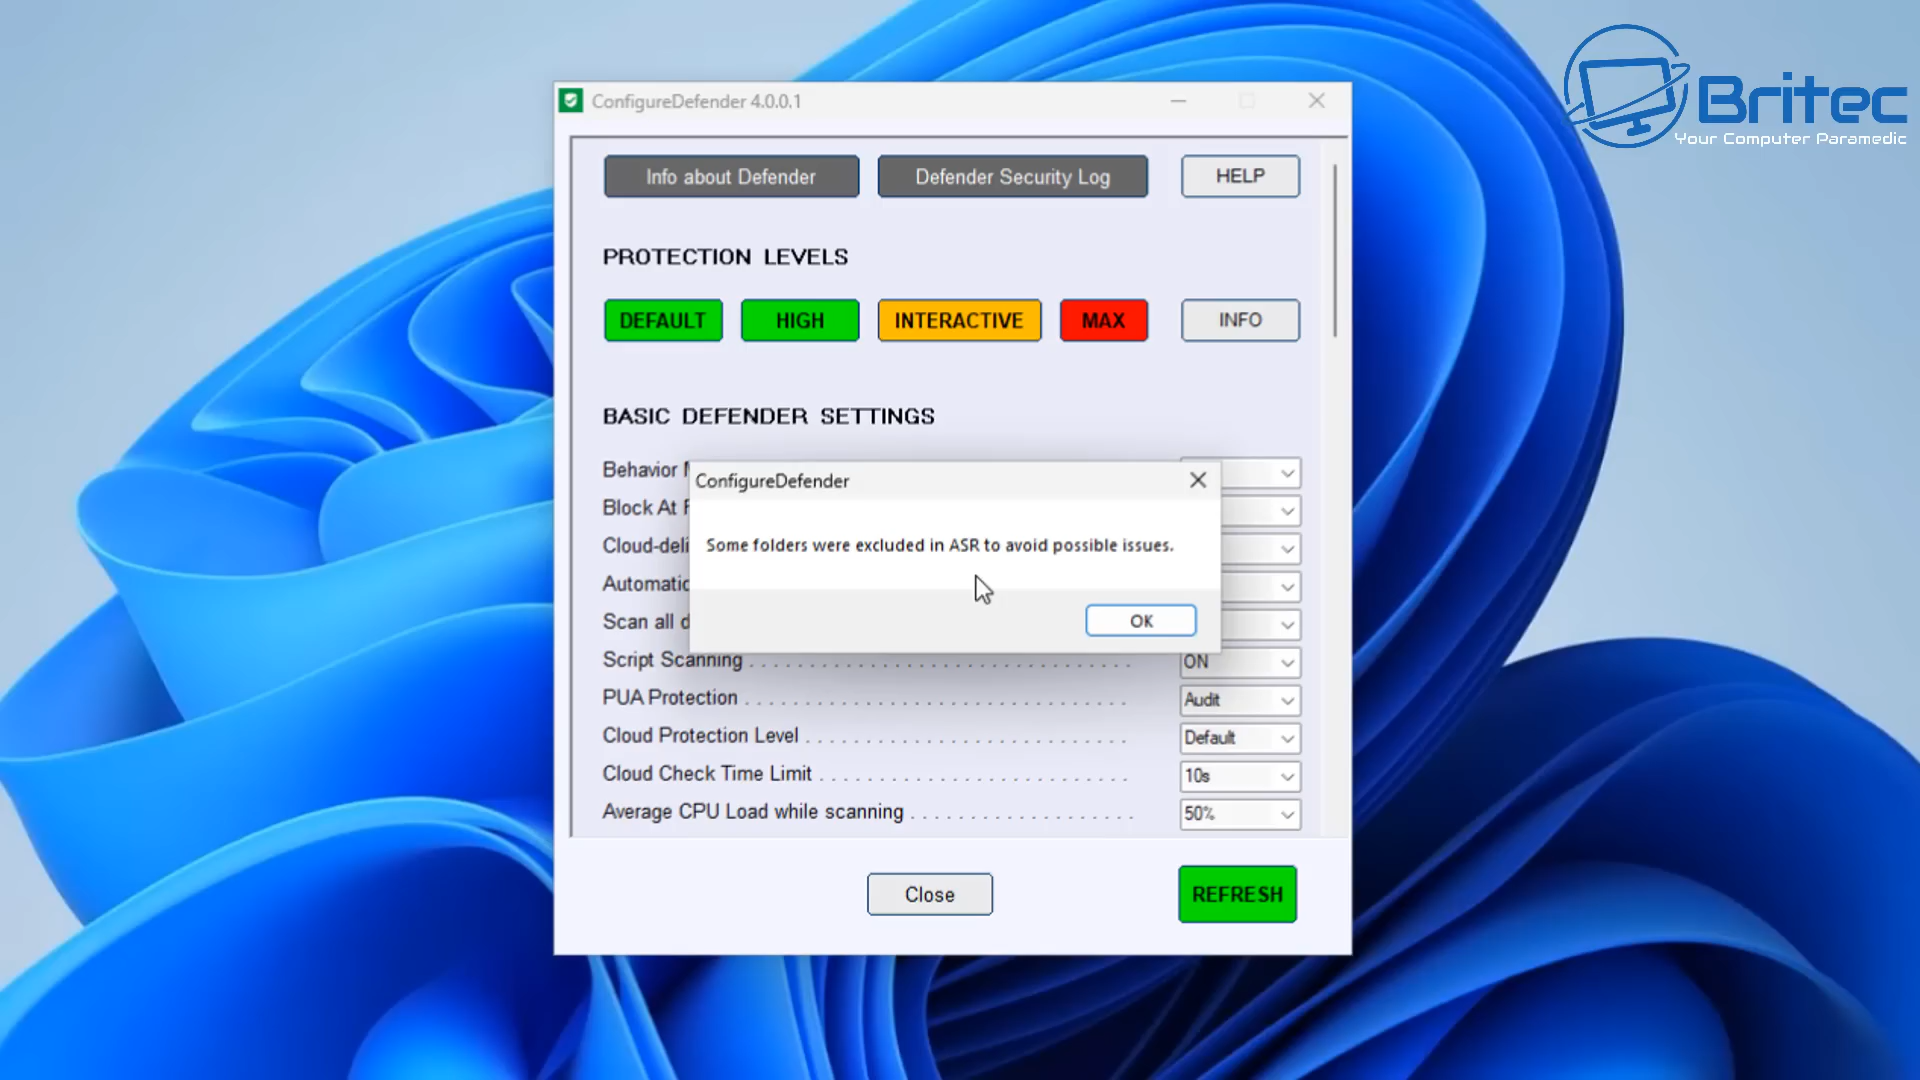 Britec
Your Computer Paramedic
ConfigureDefender 4.0.0.1
Info about Defender
Defender Security Log
HELP
PROTECTION LEVELS
DEFAULT
HIGH
INTERACTIVE
MAX
INFO
BASIC DEFENDER SETTINGS
Behavior
Block At
ConfigureDefender
Some folders were excluded in ASR to avoid possible issues.
OK
Scan all
Script Scanning . . . . . . . . . . . . . . . . . . . . . . . . . . . . . . . . ON
PUA Protection . . . . . . . . . . . . . . . . . . . . . . . . . . . . . . . . Audit
Cloud Protection Level . . . . . . . . . . . . . . . . . . . . . . . . . . . Default
Cloud Check Time Limit . . . . . . . . . . . . . . . . . . . . . . . . . . 10s
Average CPU Load while scanning . . . . . . . . . . . . . . . . . . . 50%
Close
REFRESH